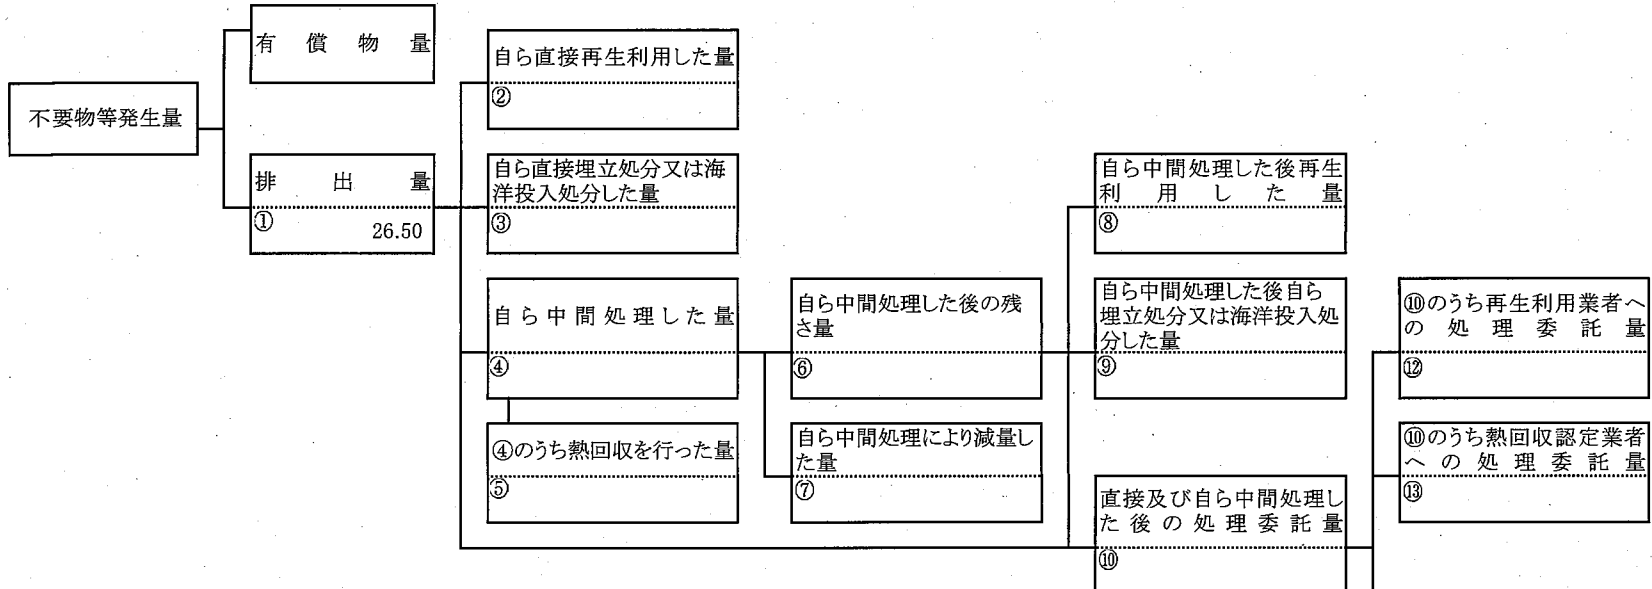 有償物量
不要物等発生量
排出量
①
26.50
自ら直接再生利用した量
②
自ら直接埋立処分又は海
洋投入処分した量
③
自ら中間処理した量
④
④のうち熱回収を行った量
⑤
自ら中間処理した後の残
さ量
⑥
自ら中間処理により減量し
た量
⑦
自ら中間処理した後再生
利用した量
⑧
自ら中間処理した後自ら
埋立処分又は海洋投入処
分した量
⑨
直接及び自ら中間処理し
た後の処理委託量
⑩
⑩のうち再生利用業者へ
の処理委託量
⑫
⑩のうち熱回収認定業者
への処理委託量
⑬